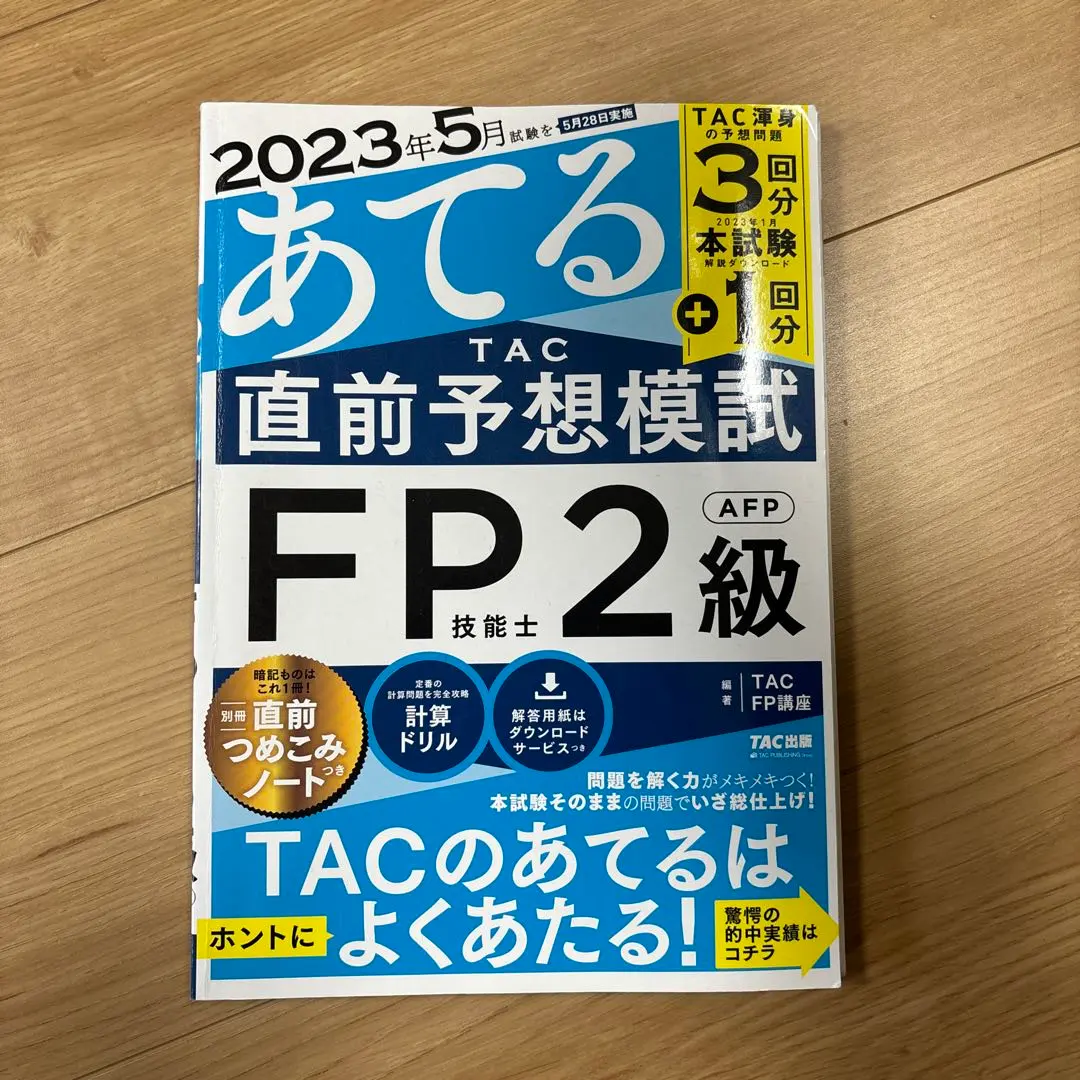 2023年5月試験を
5月28日実施
あてる
TAC渾身
の予想問題
3回分
2023年1月
本試験
解説ダウンロード
+1回分
TAC
直前予想模試
FP技能士2級
AFP
暗記ものは
これ1冊!
別冊
直前
つめこみ
ノートつき
定番の
計算問題を完全攻略
計算
ドリル
解答用紙は
ダウンロード
サービスつき
編著
TAC
FP講座
TAC出版
TAC PUBLISHING Group
問題を解く力がメキメキつく!
本試験そのままの問題でいざ総仕上げ!
TACのあてるは
ホントに
よくあたる!
驚愕の
的中実績は
コチラ